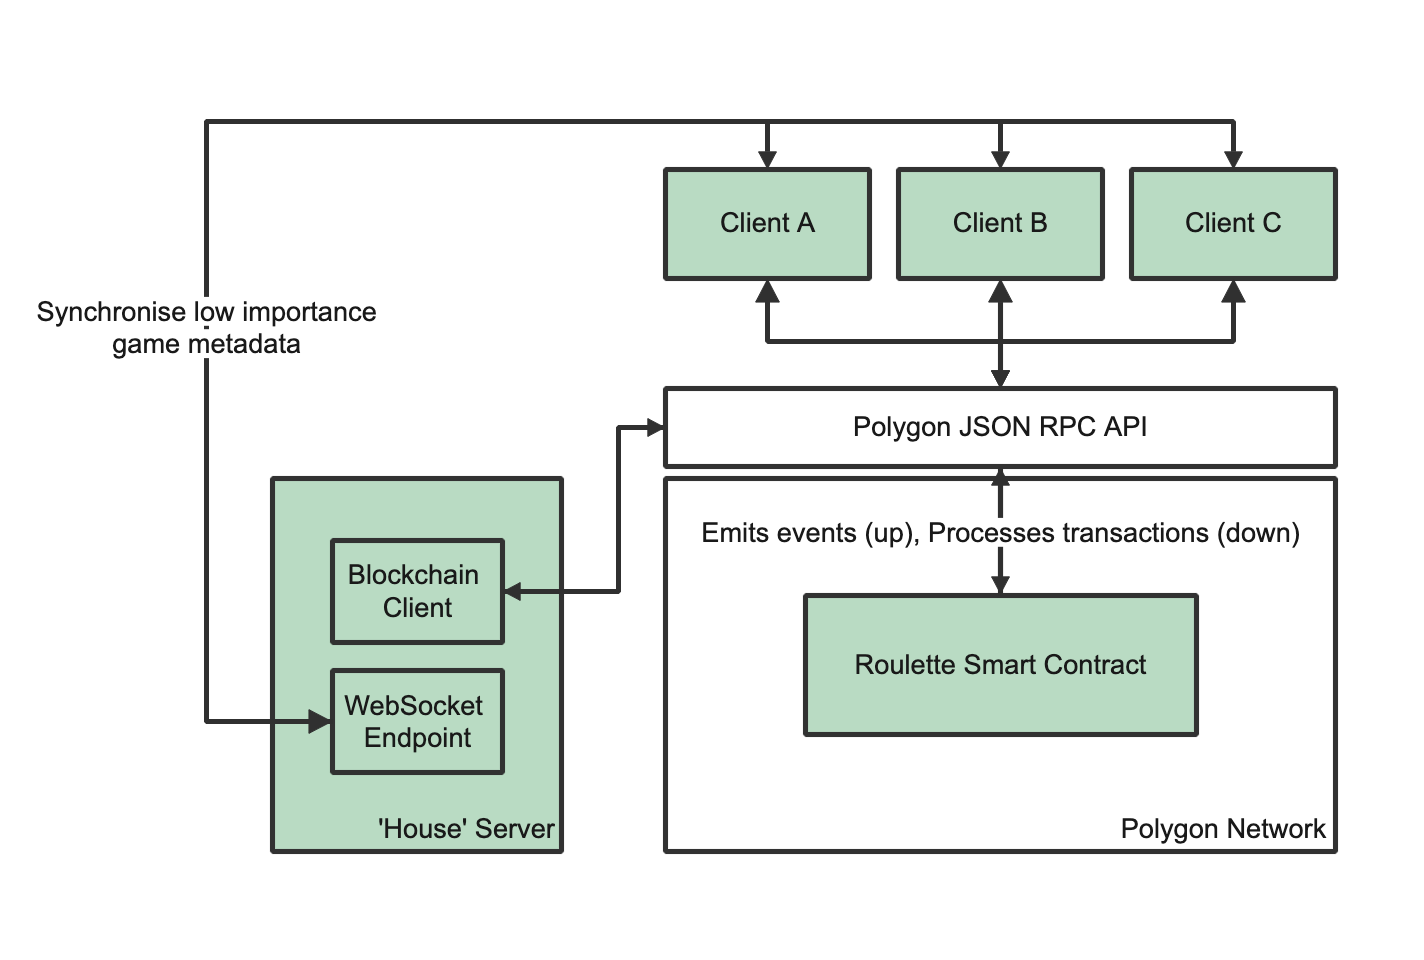 Client A
Client B
Client C
Synchronise low importance
game metadata
Polygon JSON RPC API
Emits events (up), Processes transactions (down)
Blockchain
Client
Roulette Smart Contract
WebSocket
Endpoint
'House' Server
Polygon Network